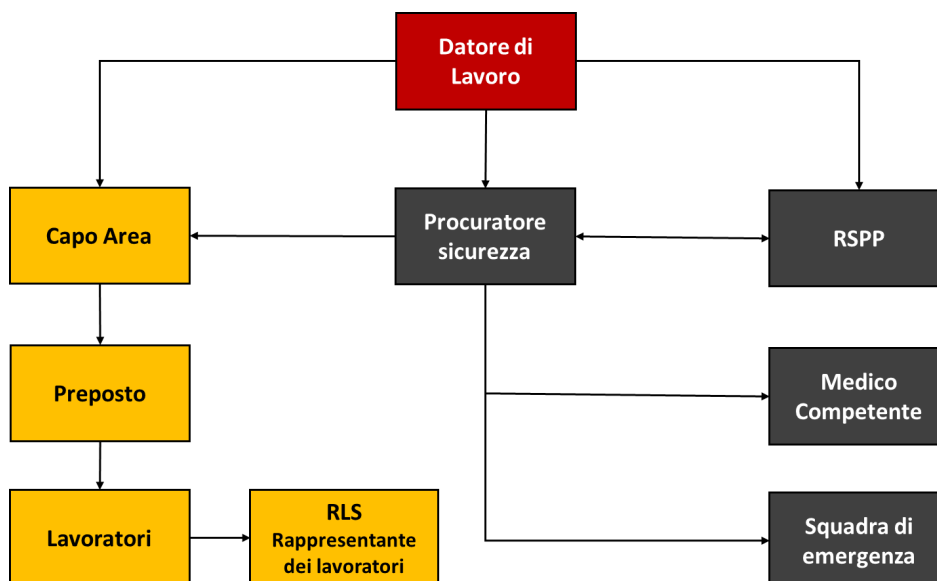 Datore di
Lavoro
Capo Area
Procuratore
sicurezza
RSPP
Preposto
Medico
Competente
Lavoratori
RLS
Rappresentante
dei lavoratori
Squadra di
emergenza